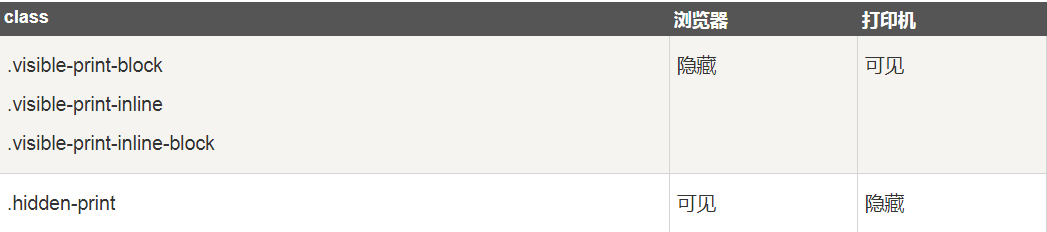 class 浏览器 打印机
.visible-print-block 隐藏 可见
.visible-print-inline
.visible-print-inline-block
.hidden-print 可见 隐藏